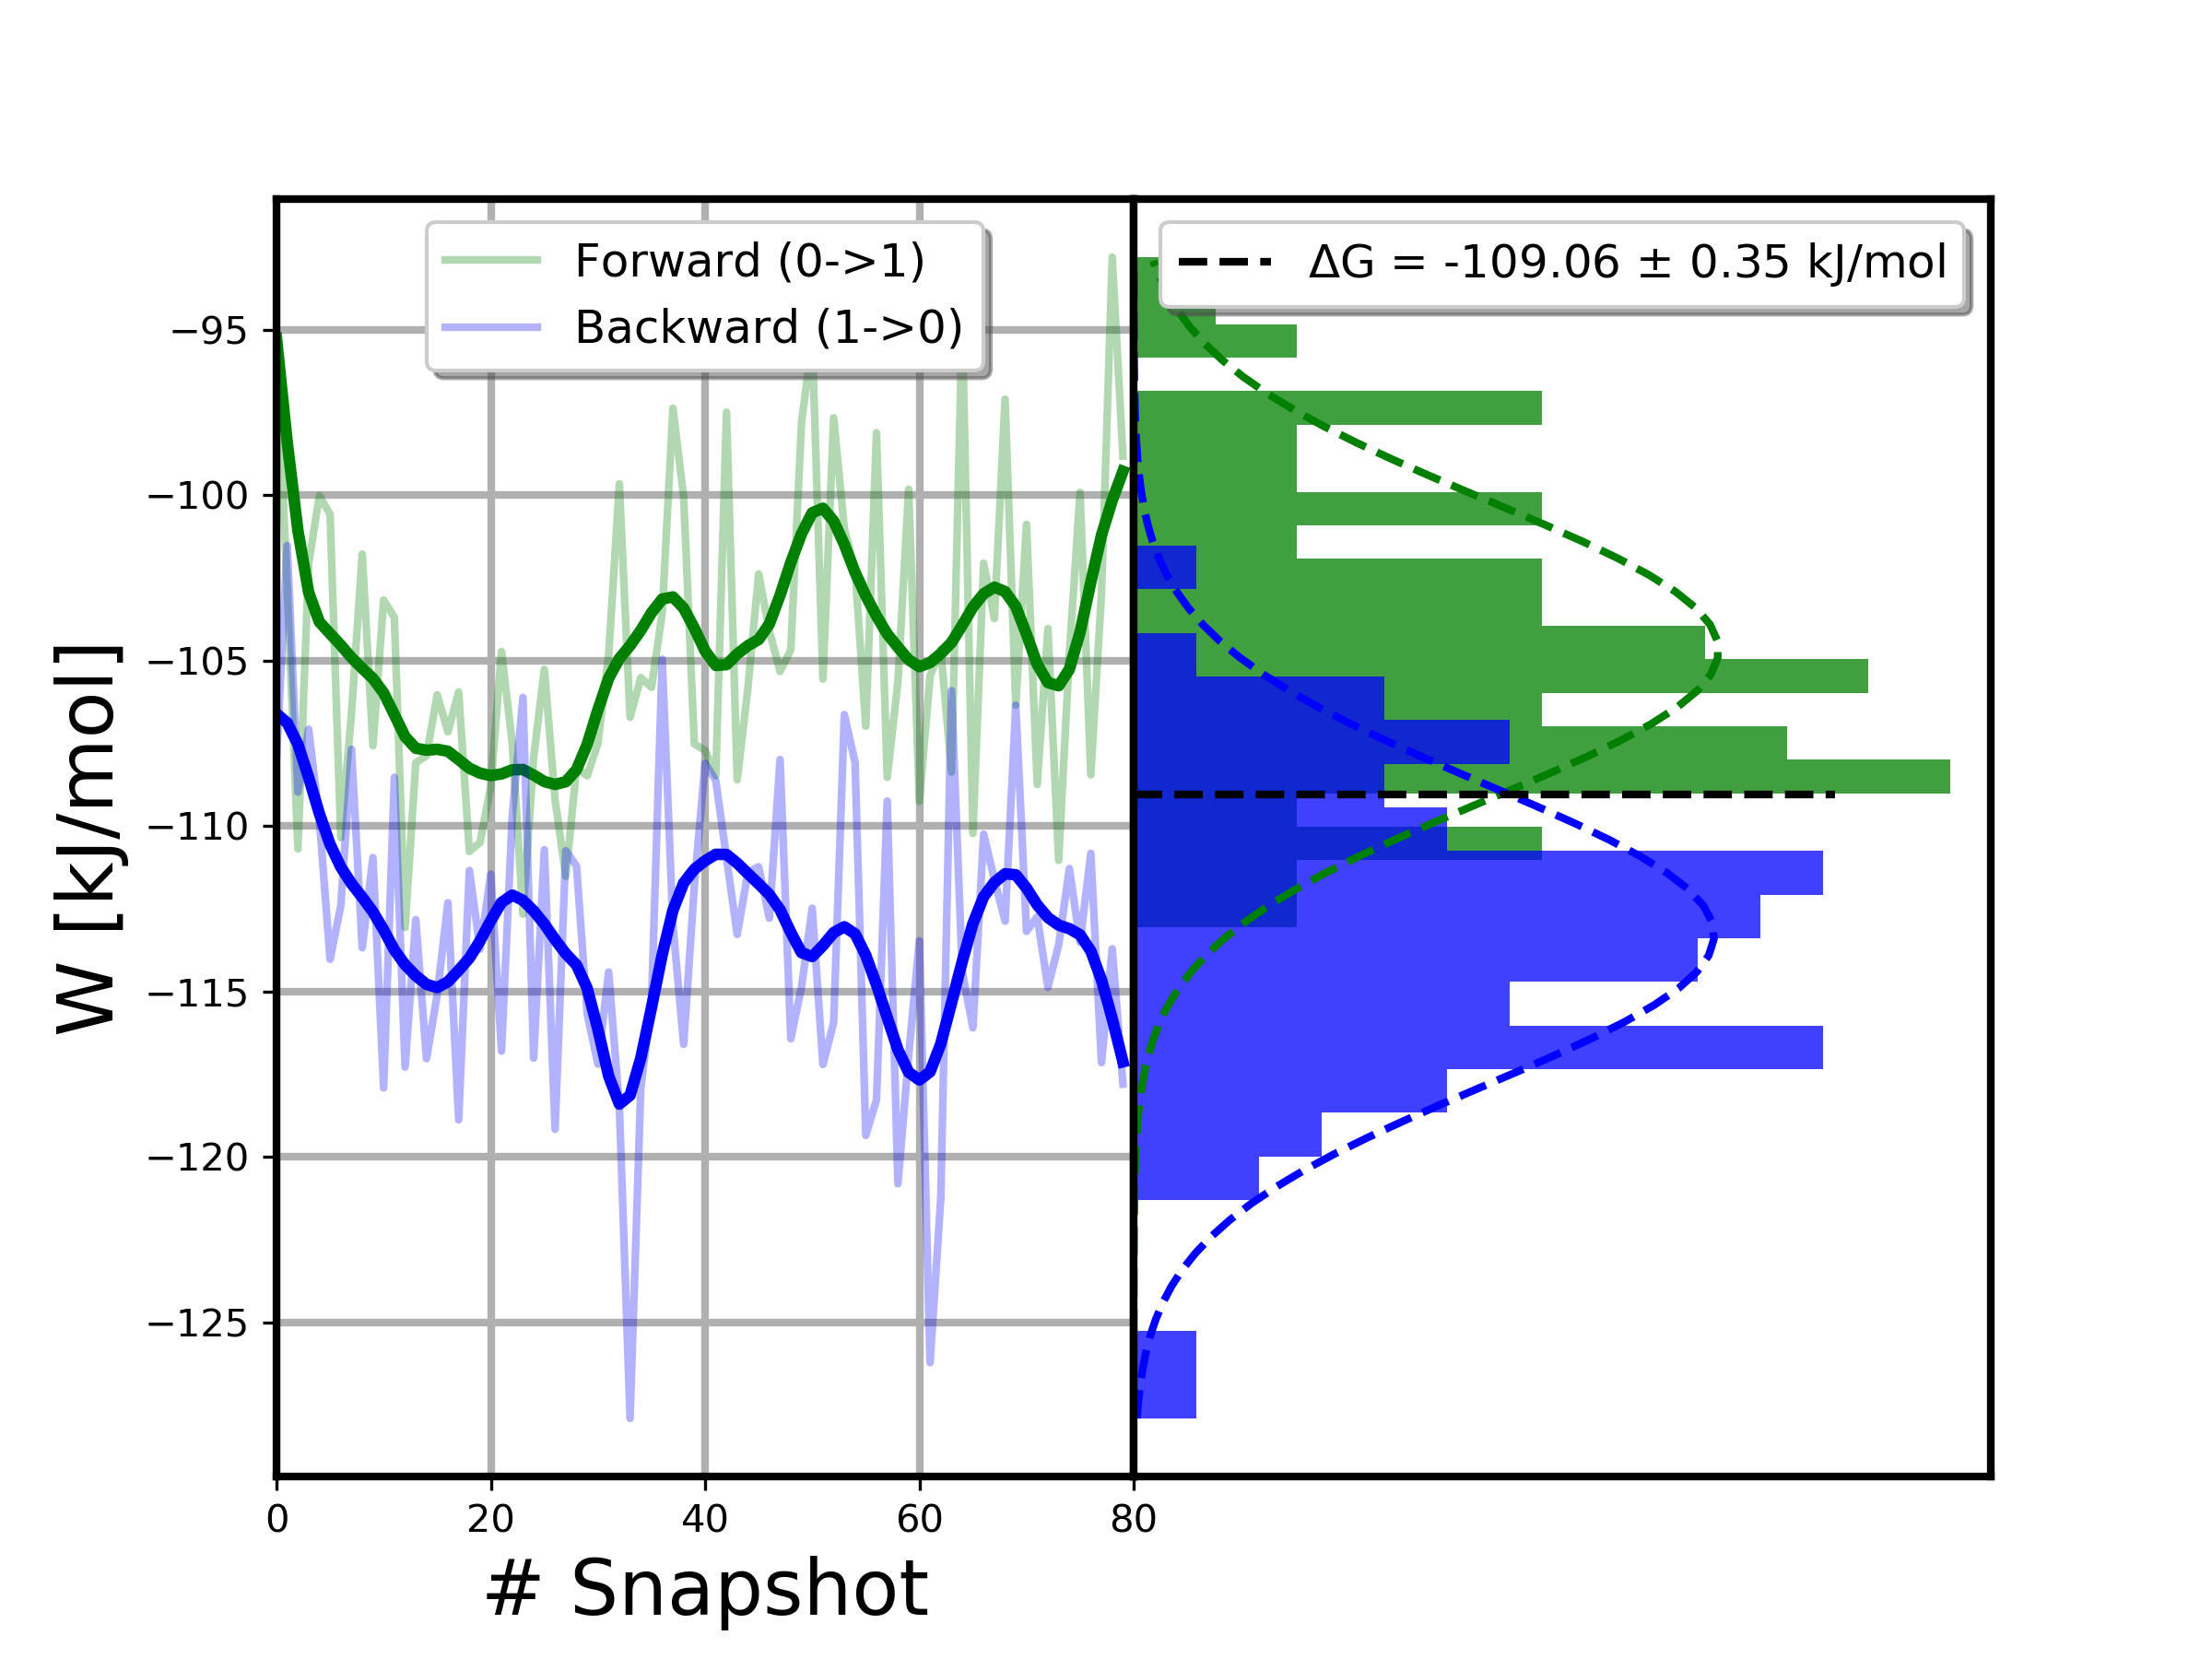 Forward (0->1)
Backward (1->0)
ΔG = -109.06 ± 0.35 kJ/mol
W [kJ/mol]
−95
−100
−105
−110
−115
−120
−125
0 20 40 60 80
# Snapshot